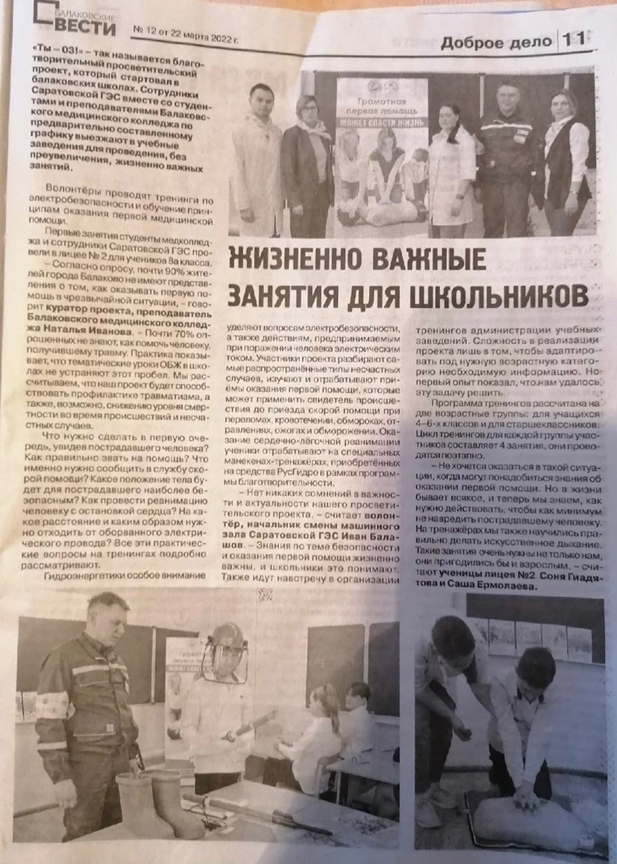 БАЛАКОВСКИЕ
ВЕСТИ
№ 12 от 22 марта 2022 г.
Доброе дело 11
«Ты – 03!» – так называется благо-
творительный просветительский
проект, который стартовал в
балаковских школах. Сотрудники
Саратовской ГЭС вместе со студен-
тами и преподавателями Балаковс-
кого медицинского колледжа по
предварительно составленному
графику выезжают в учебные
заведения для проведения, без
преувеличения, жизненно важных
занятий.
Волонтёры проводят тренинги по
электробезопасности и обучение прин-
ципам оказания первой медицинской
помощи.
Первые занятия студенты медколлед-
жа и сотрудники Саратовской ГЭС про-
вели в лицее № 2 для учеников 8а класса.
– Согласно опросу, почти 90% жите-
лей города Балаково не имеют представ-
ления о том, как оказывать первую по-
мощь в чрезвычайной ситуации, – гово-
рит куратор проекта, преподаватель
Балаковского медицинского коллед-
жа Наталья Иванова. – Почти 70% оп-
рошенных не знают, как помочь человеку,
получившему травму. Практика показы-
вает, что тематические уроки ОБЖ в шко-
лах не устраняют этот пробел. Мы рас-
считываем, что наш проект будет способ-
ствовать профилактике травматизма, а
также, возможно, снижению уровня смер-
тности во время происшествий и несча-
стных случаев.
Что нужно сделать в первую оче-
редь, увидев пострадавшего человека?
Как правильно звать на помощь? Что
именно нужно сообщить в службу ско-
рой помощи? Какое положение тела бу-
дет для пострадавшего наиболее бе-
зопасным? Как провести реанимацию
человеку с остановкой сердца? На ка-
кое расстояние и каким образом нуж-
но отходить от оборванного электри-
ческого провода? Все эти практичес-
кие вопросы на тренингах подробно
рассматривают.
Гидроэнергетики особое внимание
Грамотная
первая помощь
МОЖЕТ СПАСТИ ЖИЗНЬ
ЖИЗНЕННО ВАЖНЫЕ
ЗАНЯТИЯ ДЛЯ ШКОЛЬНИКОВ
уделяют вопросам электробезопасности,
а также действиям, предпринимаемым
при поражении человека электрическим
током. Участники проекта разбирают са-
мые распространённые типы несчастных
случаев, изучают и отрабатывают при-
ёмы оказания первой помощи, которые
может применить свидетель происшест-
вия до приезда скорой помощи при
переломах, кровотечении, обмороках, от-
равлениях, ожогах и обморожении. Ока-
зание сердечно-лёгочной реанимации
ученики отрабатывают на специальных
манекенах-тренажёрах, приобретённых
на средства РусГидро в рамках програм-
мы благотворительности.
– Нет никаких сомнений в важнос-
ти и актуальности нашего просвети-
тельского проекта, – считает волон-
тёр, начальник смены машинного
зала Саратовской ГЭС Иван Бала-
шов. – Знания по теме безопасности
и оказания первой помощи жизненно
важны, и школьники это понимают.
Также идут навстречу в организации
тренингов администрации учебных
заведений. Сложность в реализации
проекта лишь в том, чтобы адаптиро-
вать под нужную возрастную катего-
рию необходимую информацию. Но
первый опыт показал, что нам удалось
эту задачу решить.
Программа тренингов рассчитана на
две возрастные группы: для учащихся
4–6-х классов и для старшеклассников.
Цикл тренингов для каждой группы учас-
тников составляет 4 занятия, они прово-
дятся поэтапно.
– Не хочется оказаться в такой ситуа-
ции, когда могут понадобиться знания об
оказании первой помощи. Но в жизни
бывает всякое, и теперь мы знаем, как
нужно действовать, чтобы как минимум
не навредить пострадавшему человеку.
На тренажёрах мы также научились пра-
вильно делать искусственное дыхание.
Такие занятия очень нужны не только нам,
они пригодились бы и взрослым, – счи-
тают ученицы лицея №2 Соня Гиадя-
това и Саша Ермолаева.